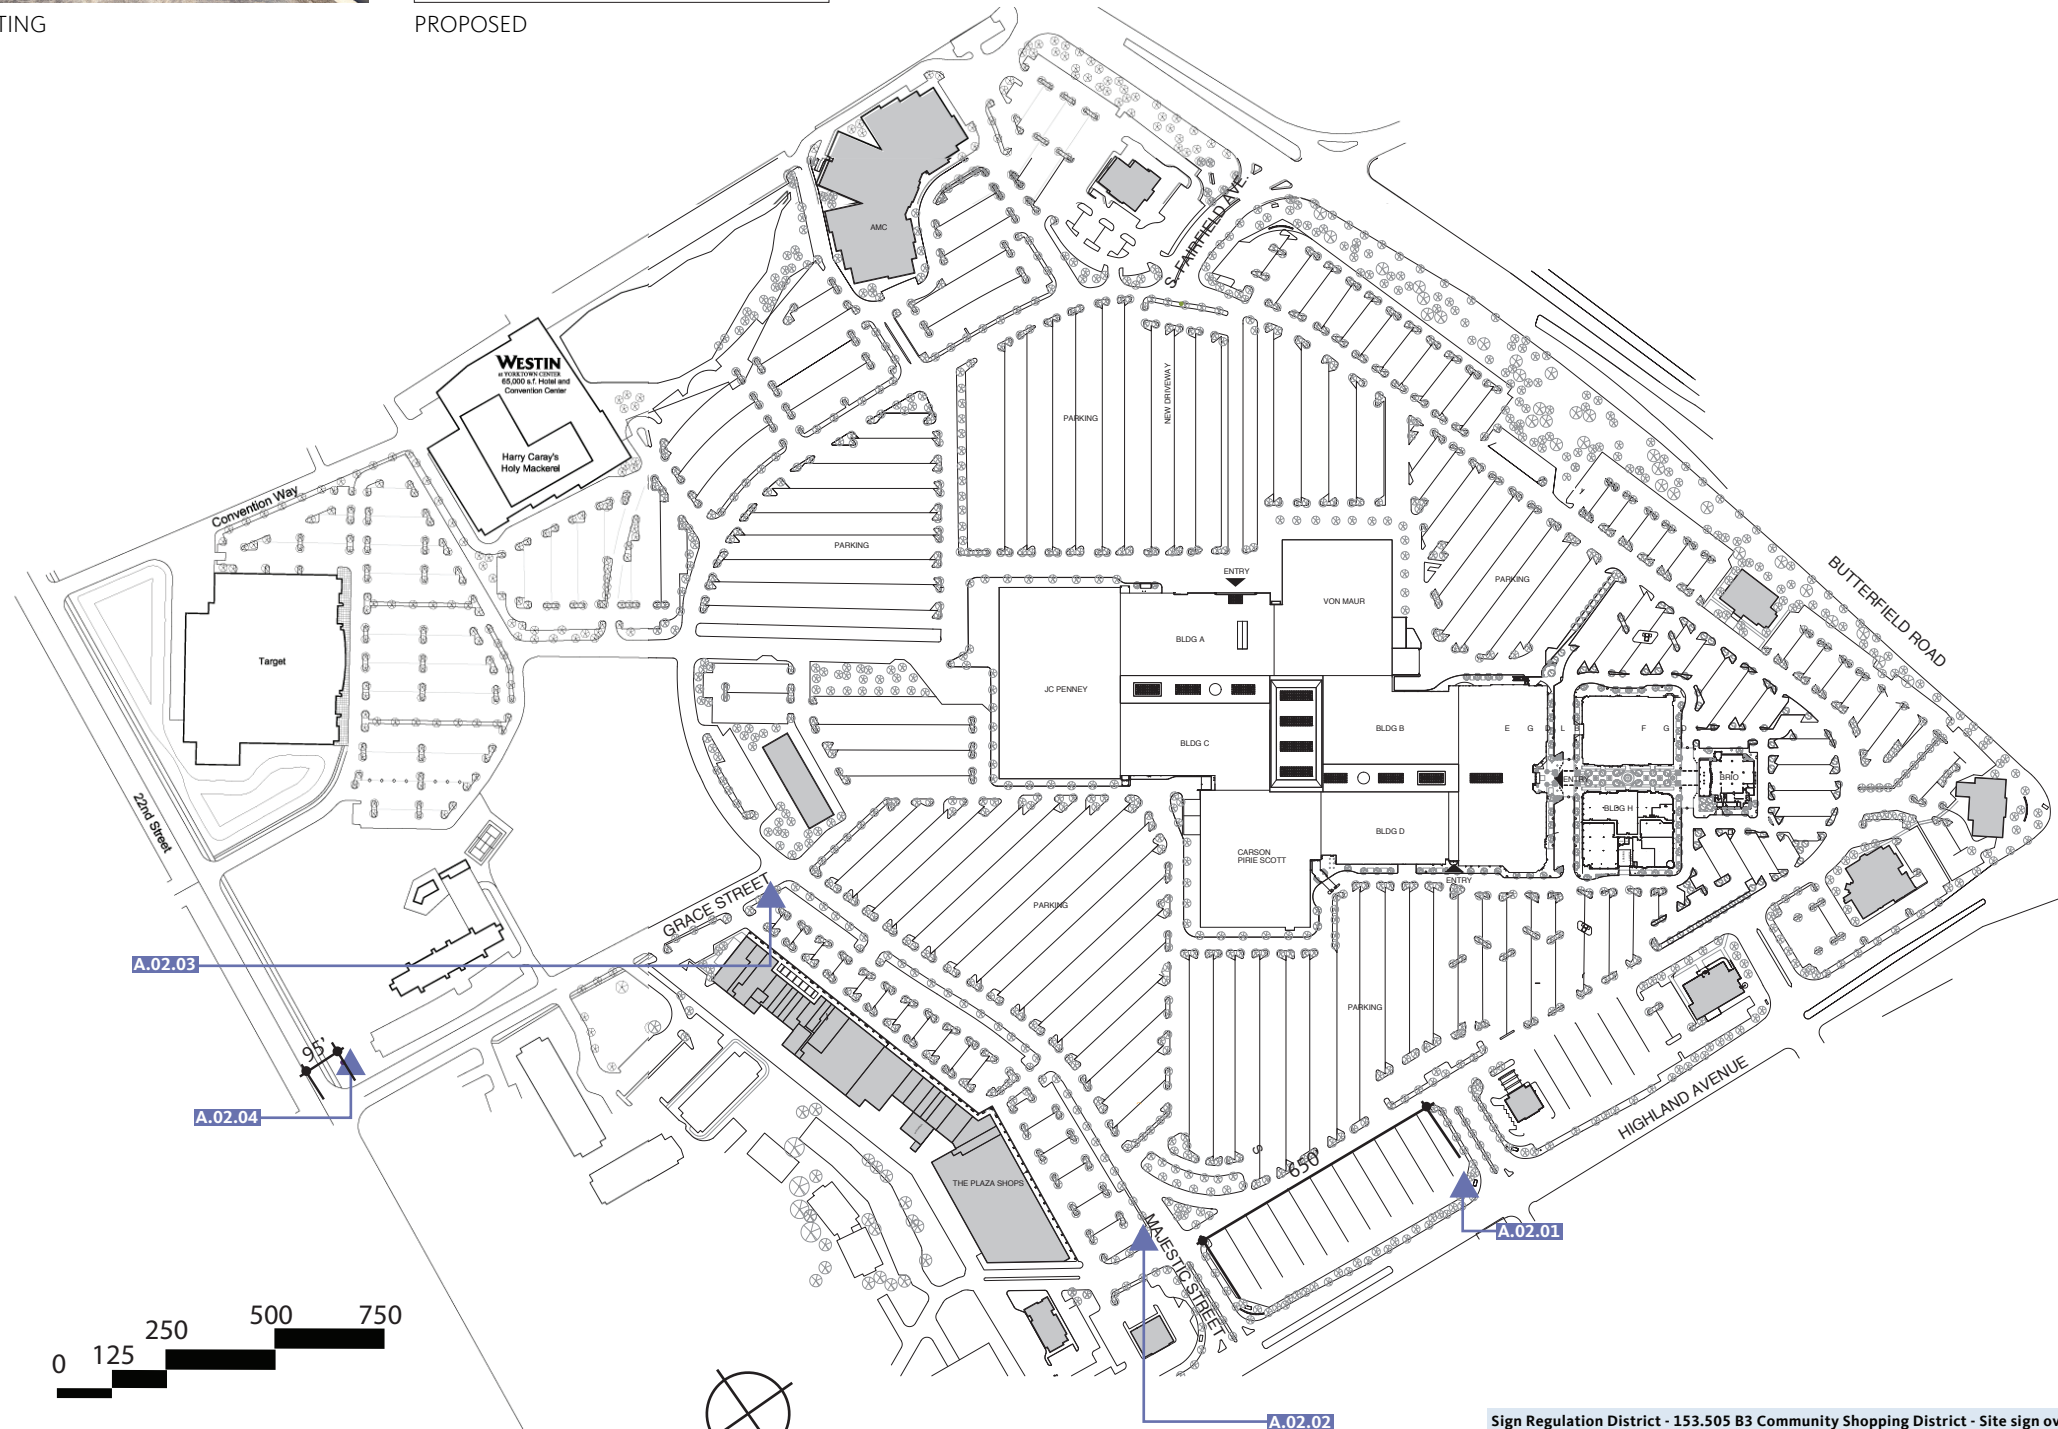 TING
PROPOSED
AMC
S. FAIRFIELD AVE.
WESTIN
at YORKTOWN CENTER
65,000 s.f. Hotel and
Convention Center
Harry Caray's
Holy Mackerel
Convention Way
PARKING
NEW DRIVEWAY
PARKING
PARKING
ENTRY
VON MAUR
BUTTERFIELD ROAD
Target
BLDG A
JC PENNEY
BLDG C
BLDG B
E G L B F G
ENTRY
BRIO
BLDG H
BLDG D
CARSON
PIRIE SCOTT
ENTRY
22nd Street
GRACE STREET
PARKING
A.02.03
PARKING
95'
A.02.04
HIGHLAND AVENUE
S
650'
THE PLAZA SHOPS
A.02.01
MAJESTIC STREET
0 125 250 500 750
A.02.02
Sign Regulation District - 153.505 B3 Community Shopping District - Site sign ov